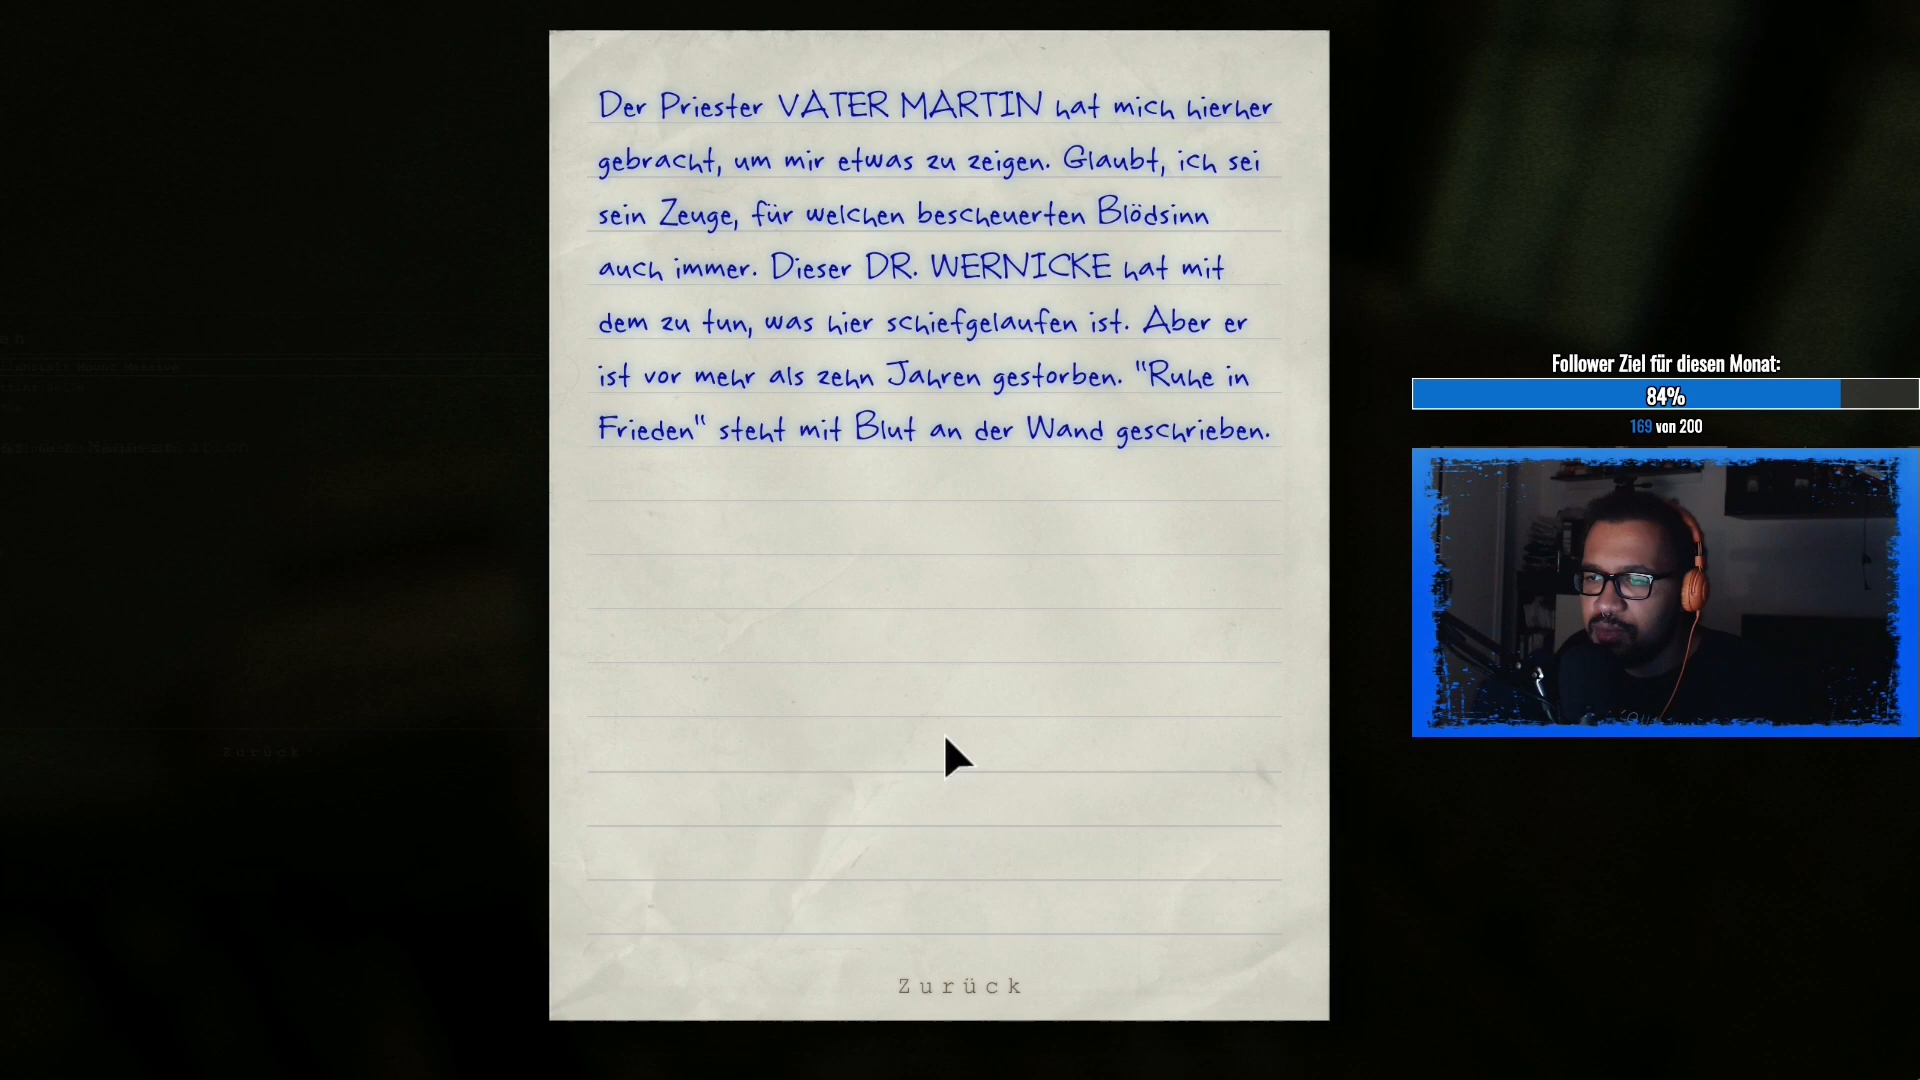 Der Priester VATER MARTIN hat mich hierher
gebracht, um mir etwas zu zeigen. Glaubt, ich sei
sein Zeuge, für welchen bescheuerten Blödsinn
auch immer. Dieser DR. WERNICKE hat mit
dem zu tun, was hier schiefgelaufen ist. Aber er
ist vor mehr als zehn Jahren gestorben. "Ruhe in
Frieden" steht mit Blut an der Wand geschrieben.
Zurück
Follower Ziel für diesen Monat:
84%
169 von 200
Zurück